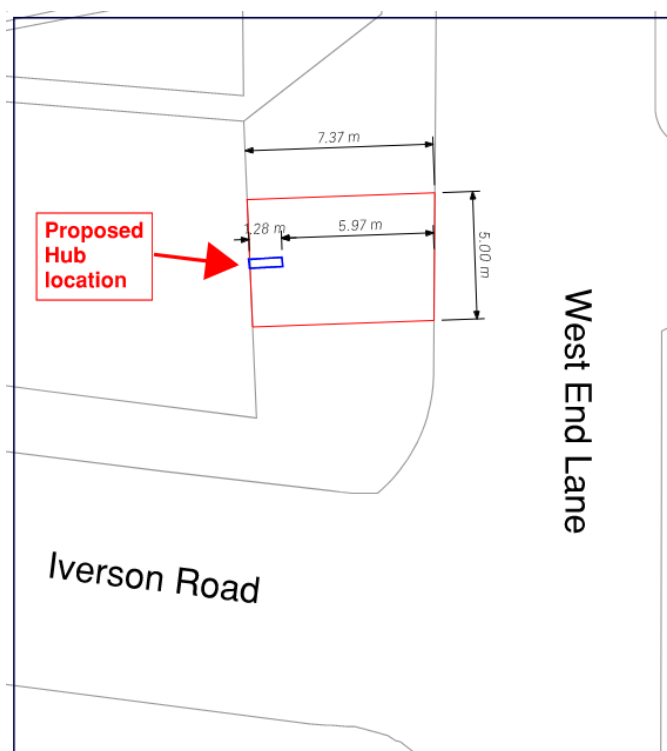 7.37 m
1.28 m
5.97 m
5.00 m
Proposed
Hub
location
West End Lane
Iverson Road